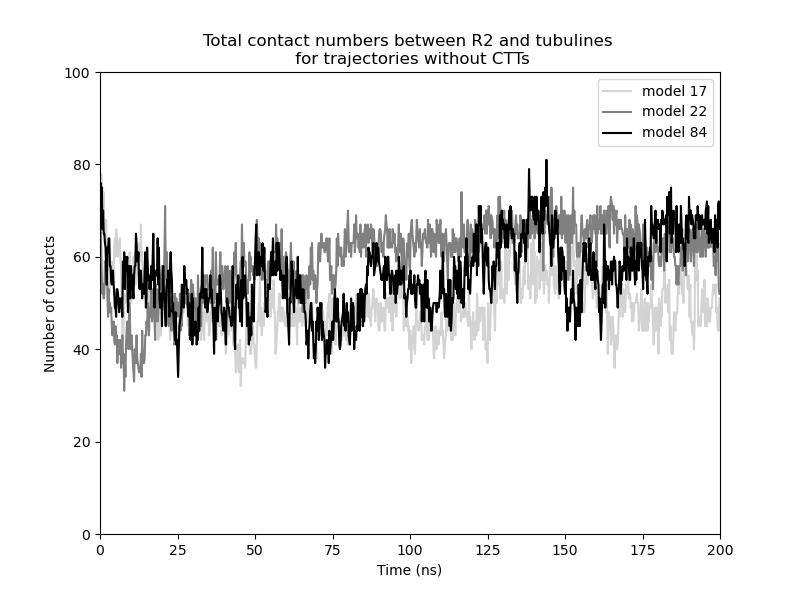 Total contact numbers between R2 and tubulines
for trajectories without CTTs
model 17
model 22
model 84
Number of contacts
100
80
60
40
20
0
0 25 50 75 100 125 150 175 200
Time (ns)